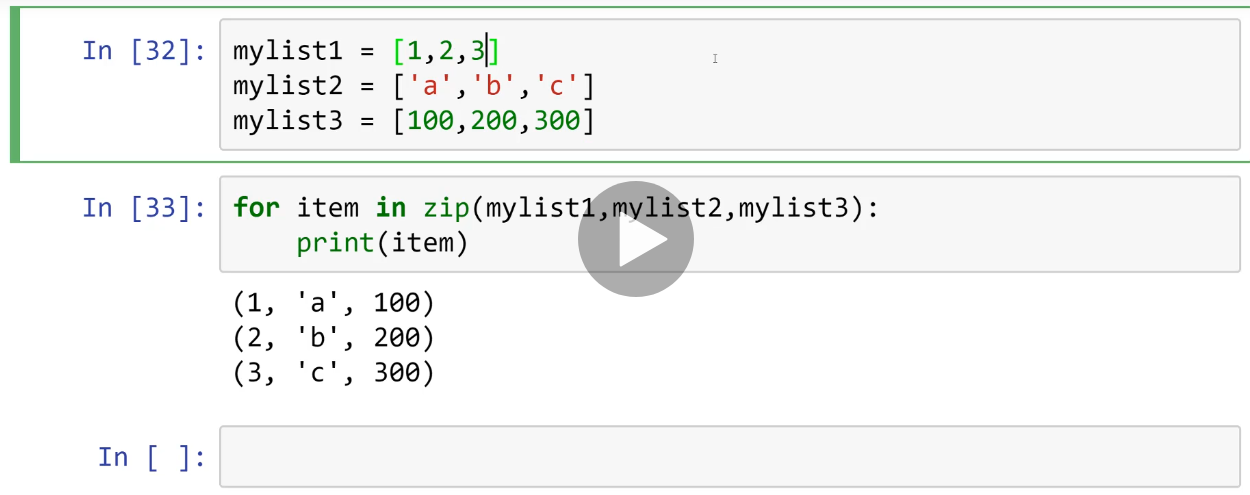 In [32]: mylist1 = [1,2,3]
mylist2 = ['a','b','c']
mylist3 = [100,200,300]
In [33]: for item in zip(mylist1,mylist2,mylist3):
    print(item)
(1, 'a', 100)
(2, 'b', 200)
(3, 'c', 300)
In [ ]: